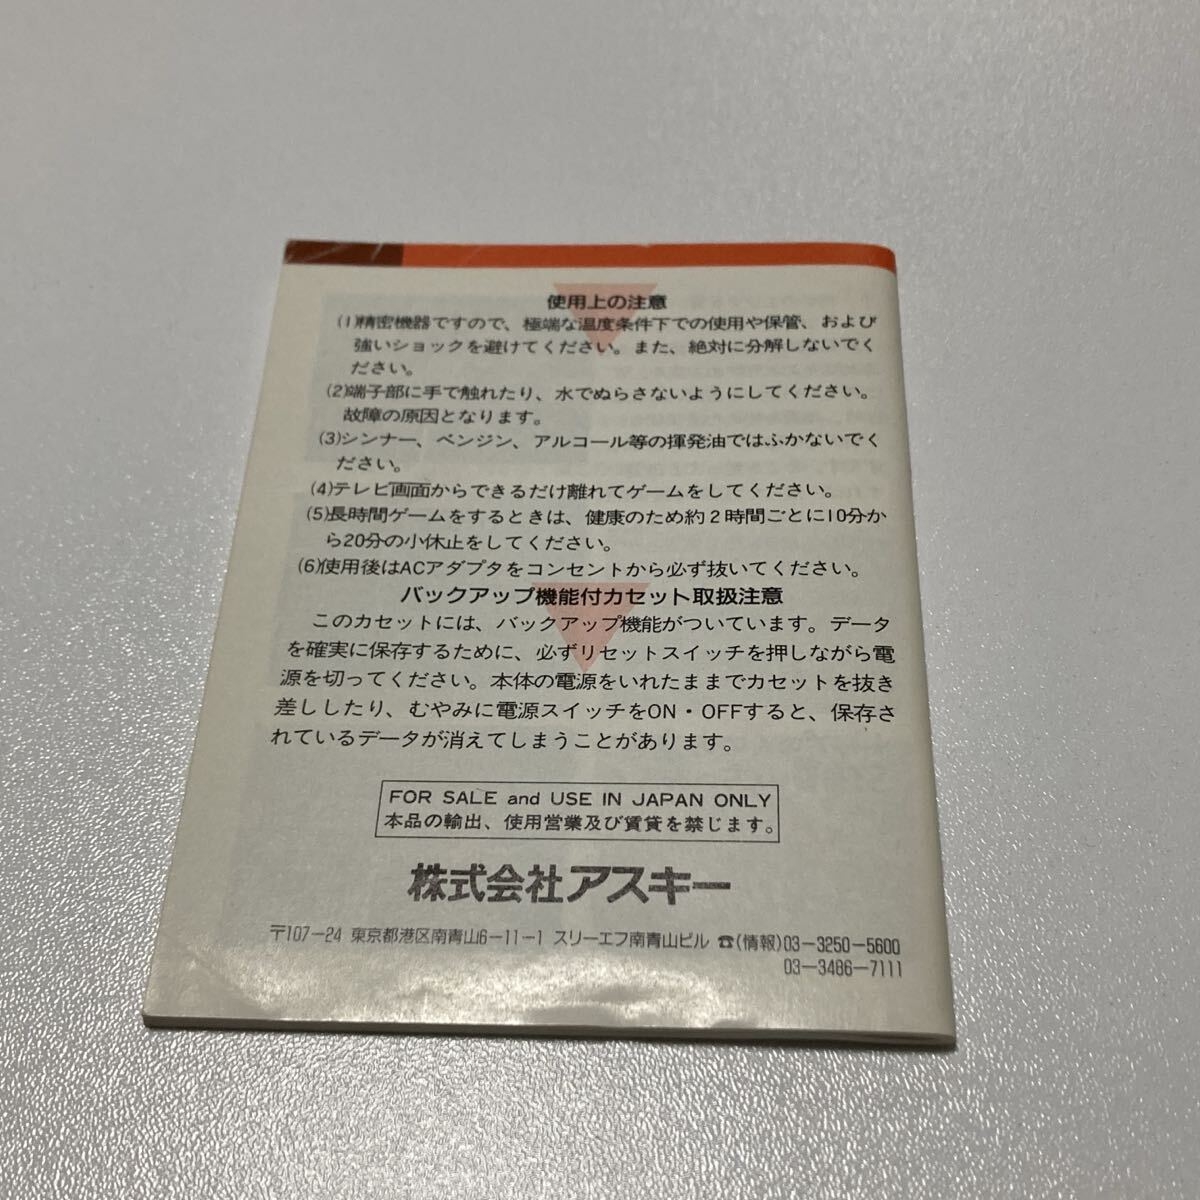 使用上の注意
(1)精密機器ですので、極端な温度条件下での使用や保管、および
強いショックを避けてください。また、絶対に分解しないでく
ださい。
(2)端子部に手で触れたり、水でぬらさないようにしてください。
故障の原因となります。
(3)シンナー、ベンジン、アルコール等の揮発油ではふかないでく
ださい。
(4)テレビ画面からできるだけ離れてゲームをしてください。
(5)長時間ゲームをするときは、健康のため約2時間ごとに10分か
ら20分の小休止をしてください。
(6)使用後はACアダプタをコンセントから必ず抜いてください。
バックアップ機能付カセット取扱注意
このカセットには、バックアップ機能がついています。データ
を確実に保存するために、必ずリセットスイッチを押しながら電
源を切ってください。本体の電源をいれたままでカセットを抜き
差ししたり、むやみに電源スイッチをON・OFFすると、保存さ
れているデータが消えてしまうことがあります。
FOR SALE and USE IN JAPAN ONLY
本品の輸出、使用営業及び賃貸を禁じます。
株式会社アスキー
〒107-24 東京都港区南青山6-11-1 スリーエフ南青山ビル ☎(情報)03-3250-5600
03-3486-7111